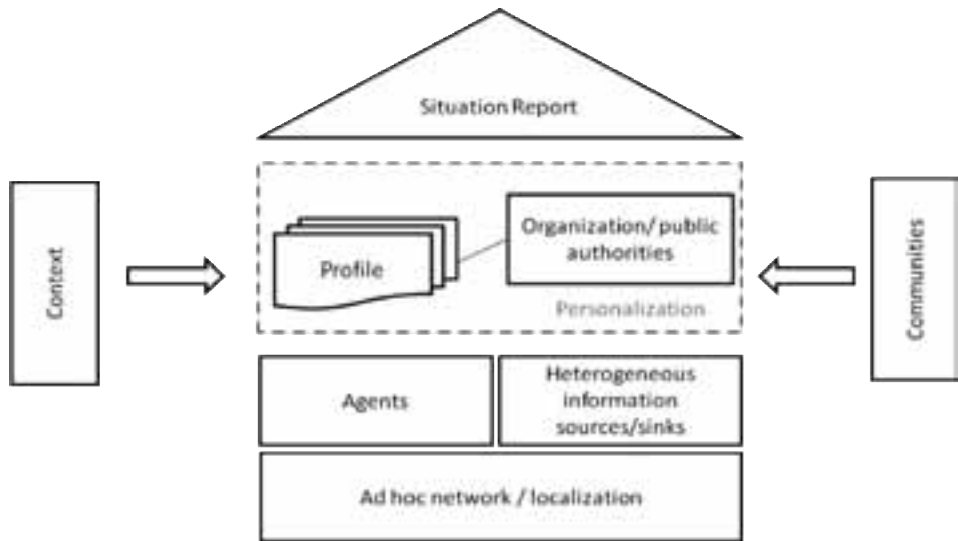 Situation Report
Context
Profile
Organization/ public
authorities
Personalization
Communities
Agents
Heterogeneous
information
sources/sinks
Ad hoc network / localization